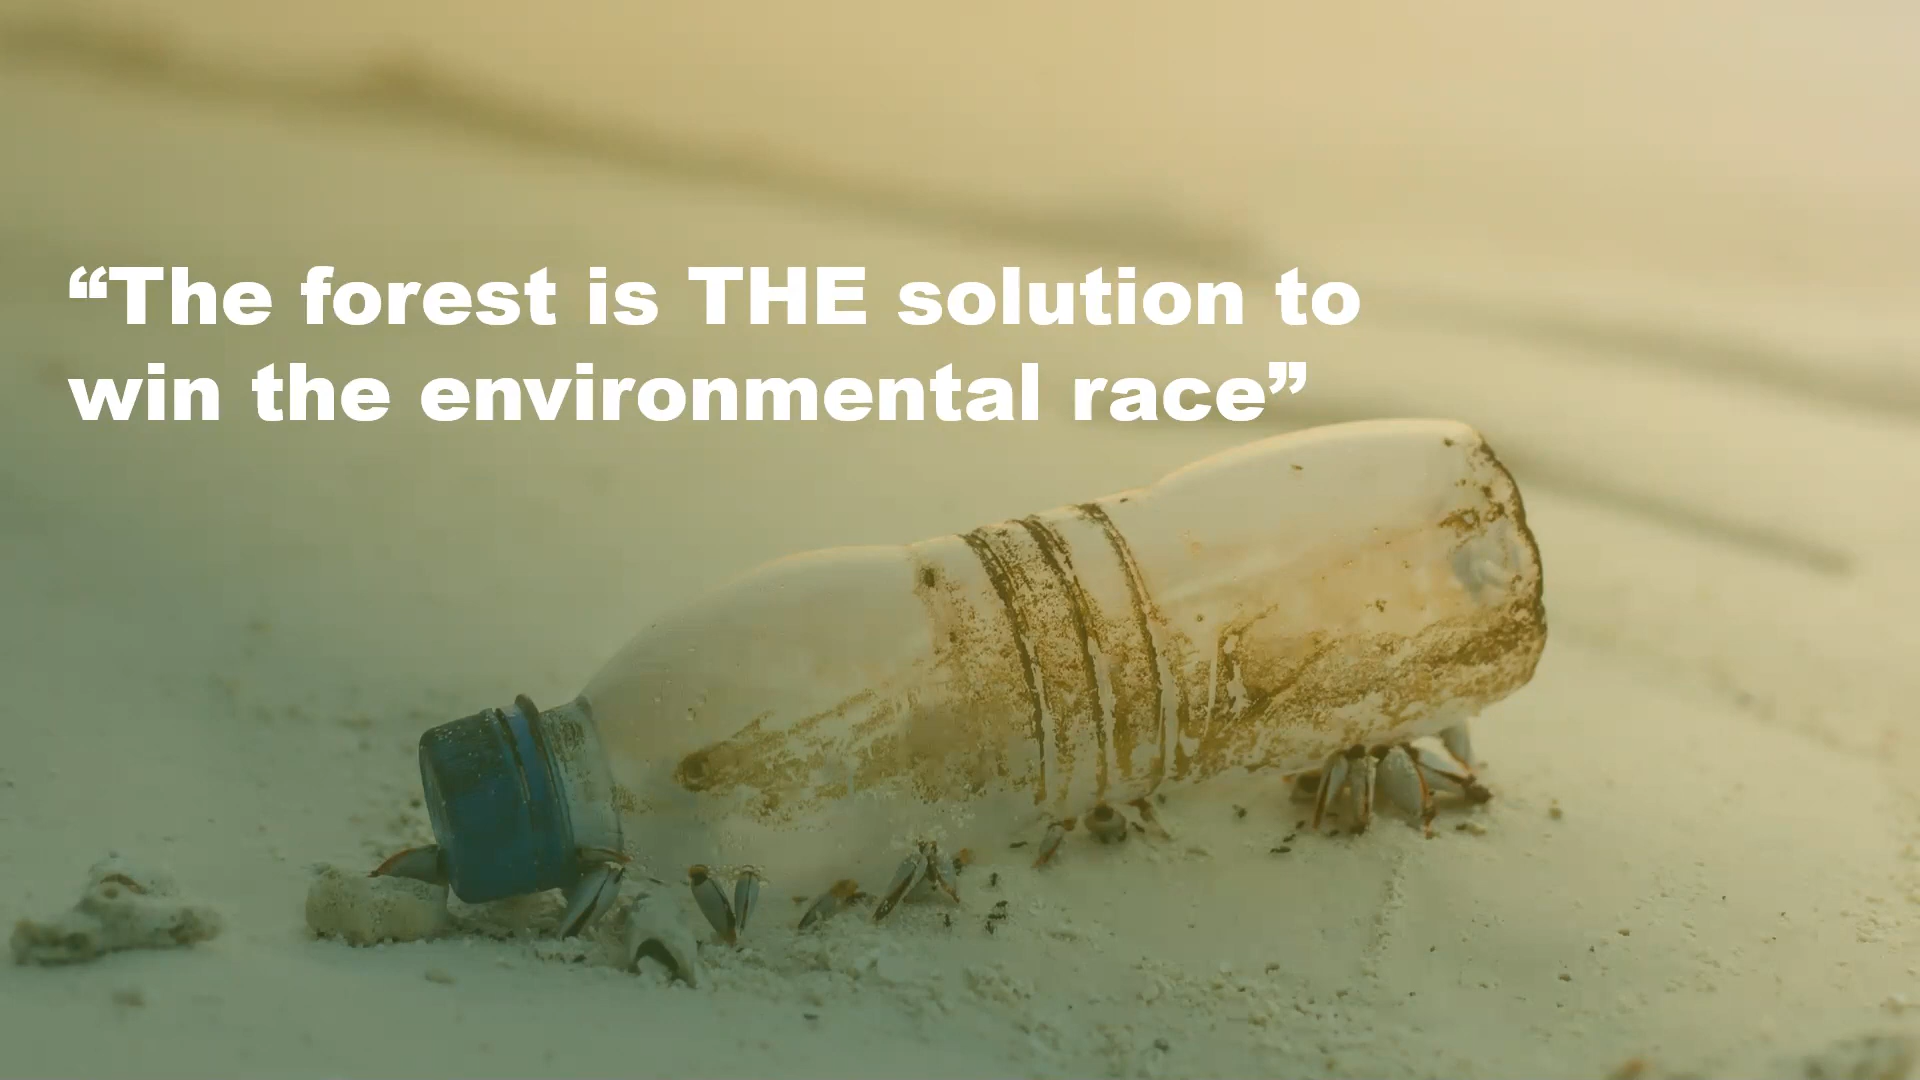 “The forest is THE solution to
win the environmental race”